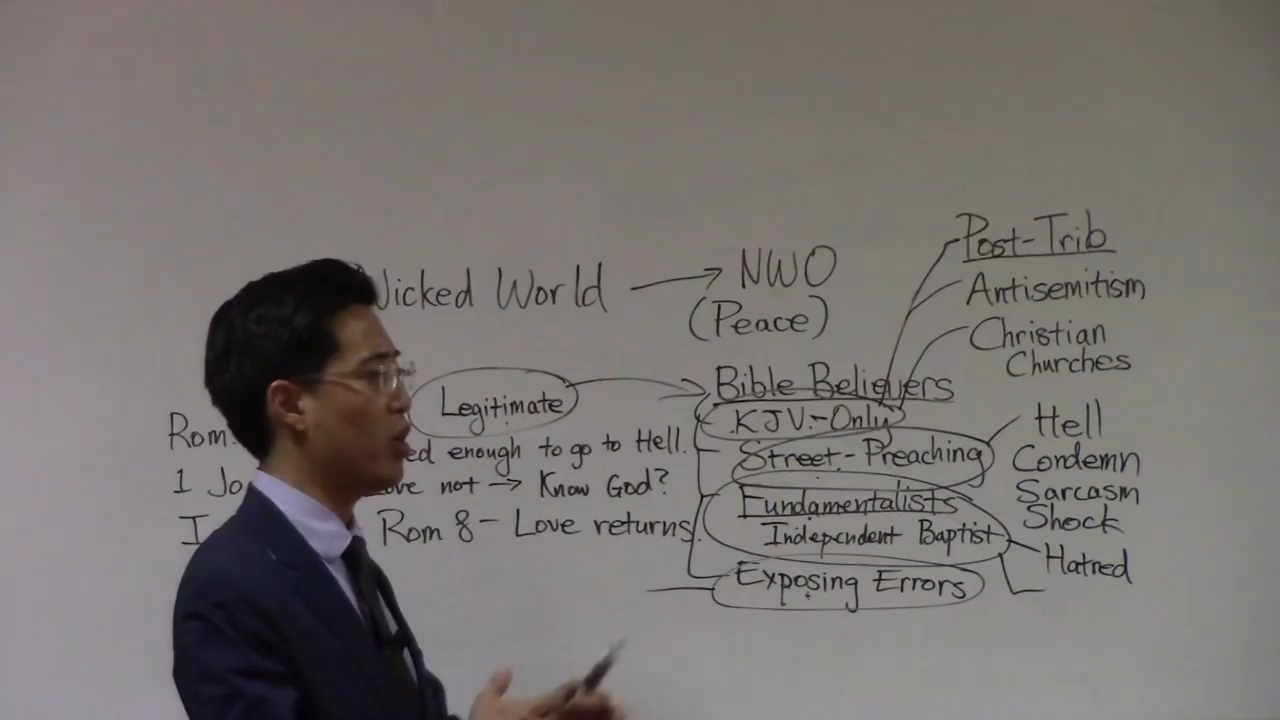 Wicked World → NWO
(Peace)
Post-Trib
Antisemitism
Christian
Churches
Legitimate
Bible Believers
KJV-Only
Street-Preaching
Fundamentalists
Independent Baptist
Exposing Errors
Hell
Condemn
Sarcasm
Shock
Hatred
Rom.
enough to go to Hell.
1 Jo
not → Know God?
I
Rom 8 - Love returns.